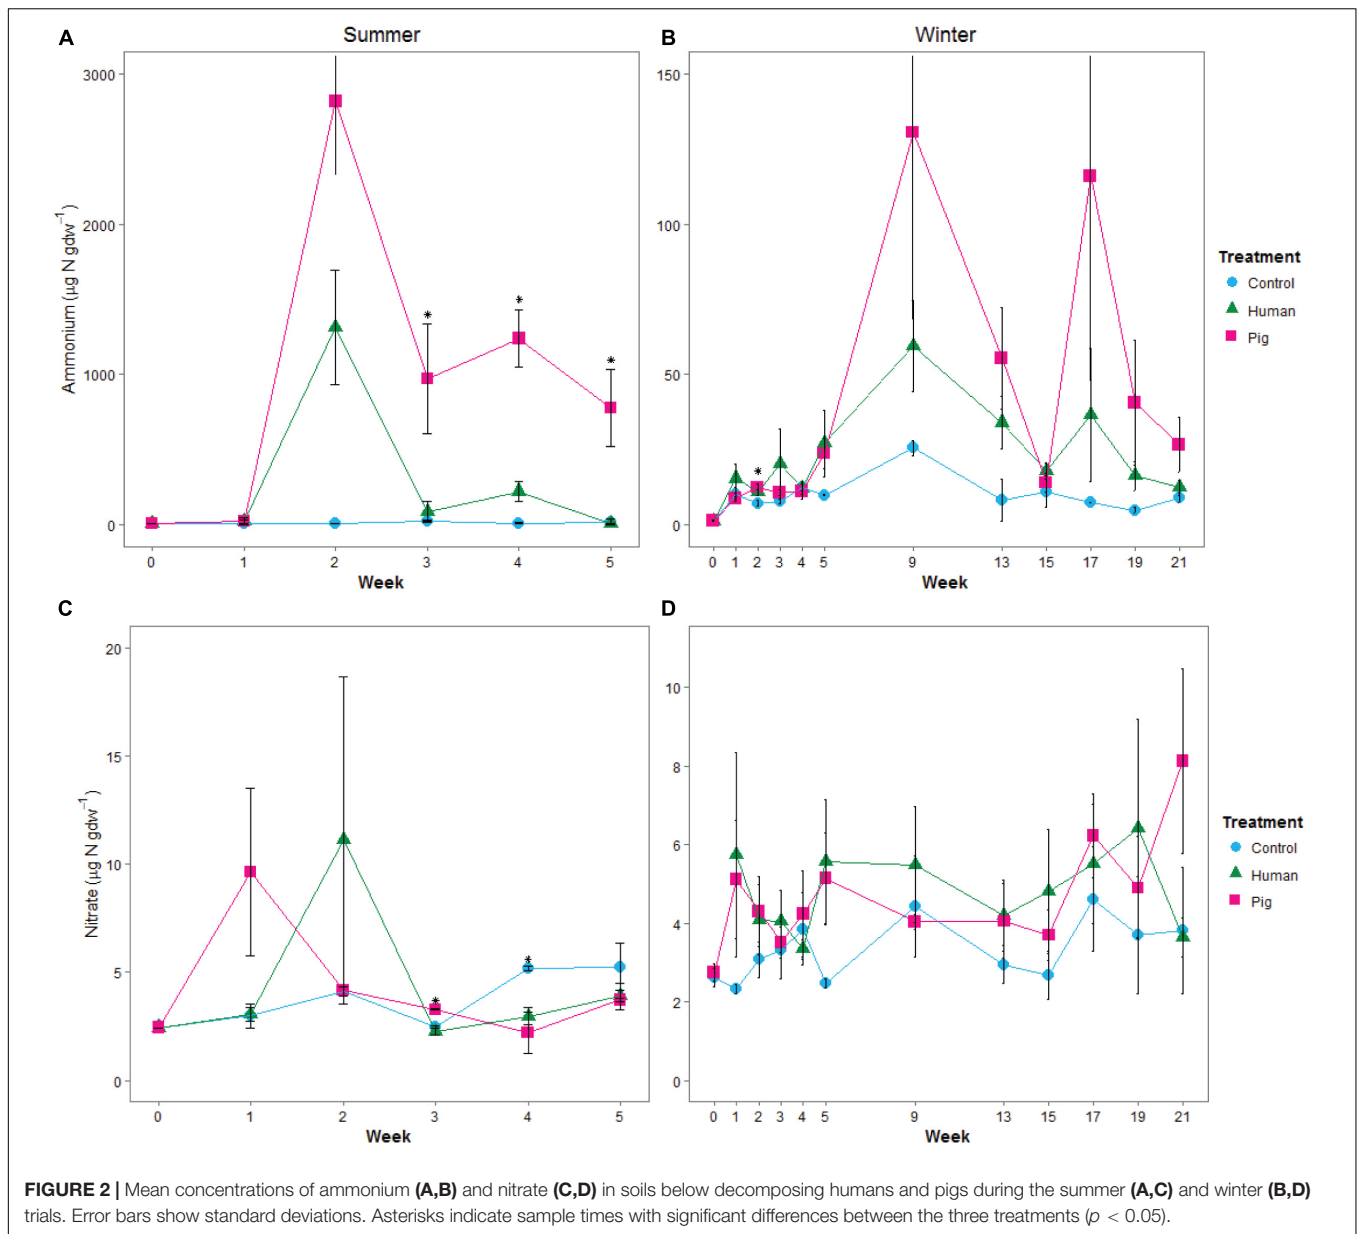 A
Summer
B
Winter
3000
2000
1000
0
Ammonium (µg N gdw⁻¹)
*
*
*
0 1 2 3 4 5
Week
150
100
50
0
*
0 1 2 3 4 5 9 13 15 17 19 21
Week
Treatment
Control
Human
Pig
C
D
20
15
10
5
0
Nitrate (µg N gdw⁻¹)
*
*
*
0 1 2 3 4 5
Week
10
8
6
4
2
0
0 1 2 3 4 5 9 13 15 17 19 21
Week
Treatment
Control
Human
Pig
FIGURE 2 | Mean concentrations of ammonium (A,B) and nitrate (C,D) in soils below decomposing humans and pigs during the summer (A,C) and winter (B,D)
trials. Error bars show standard deviations. Asterisks indicate sample times with significant differences between the three treatments (p < 0.05).